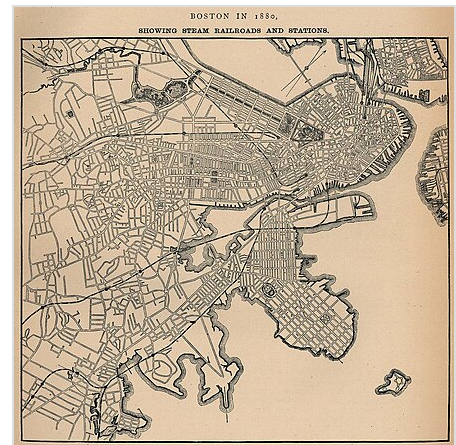 BOSTON IN 1880,
SHOWING STEAM RAILROADS AND STATIONS.